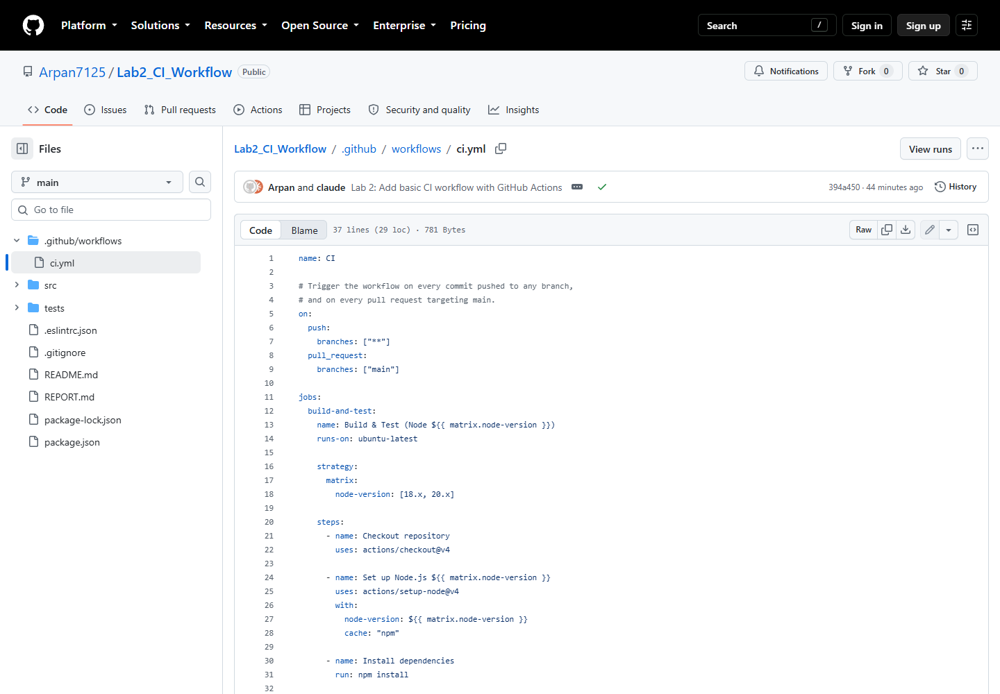 Platform Solutions Resources Open Source Enterprise Pricing Search / Sign in Sign up
Arpan7125 / Lab2_CI_Workflow Public Notifications Fork 0 Star 0
Code Issues Pull requests Actions Projects Security and quality Insights
Files
main
Go to file
.github/workflows
ci.yml
src
tests
.eslintrc.json
.gitignore
README.md
REPORT.md
package-lock.json
package.json
Lab2_CI_Workflow / .github / workflows / ci.yml View runs
Arpan and claude Lab 2: Add basic CI workflow with GitHub Actions 394a450 · 44 minutes ago History
Code Blame 37 lines (29 loc) · 781 Bytes Raw
1 name: CI
2
3 # Trigger the workflow on every commit pushed to any branch,
4 # and on every pull request targeting main.
5 on:
6   push:
7     branches: ["**"]
8   pull_request:
9     branches: ["main"]
10
11 jobs:
12   build-and-test:
13     name: Build & Test (Node ${{ matrix.node-version }})
14     runs-on: ubuntu-latest
15
16     strategy:
17       matrix:
18         node-version: [18.x, 20.x]
19
20     steps:
21       - name: Checkout repository
22         uses: actions/checkout@v4
23
24       - name: Set up Node.js ${{ matrix.node-version }}
25         uses: actions/setup-node@v4
26         with:
27           node-version: ${{ matrix.node-version }}
28           cache: "npm"
29
30       - name: Install dependencies
31         run: npm install
32